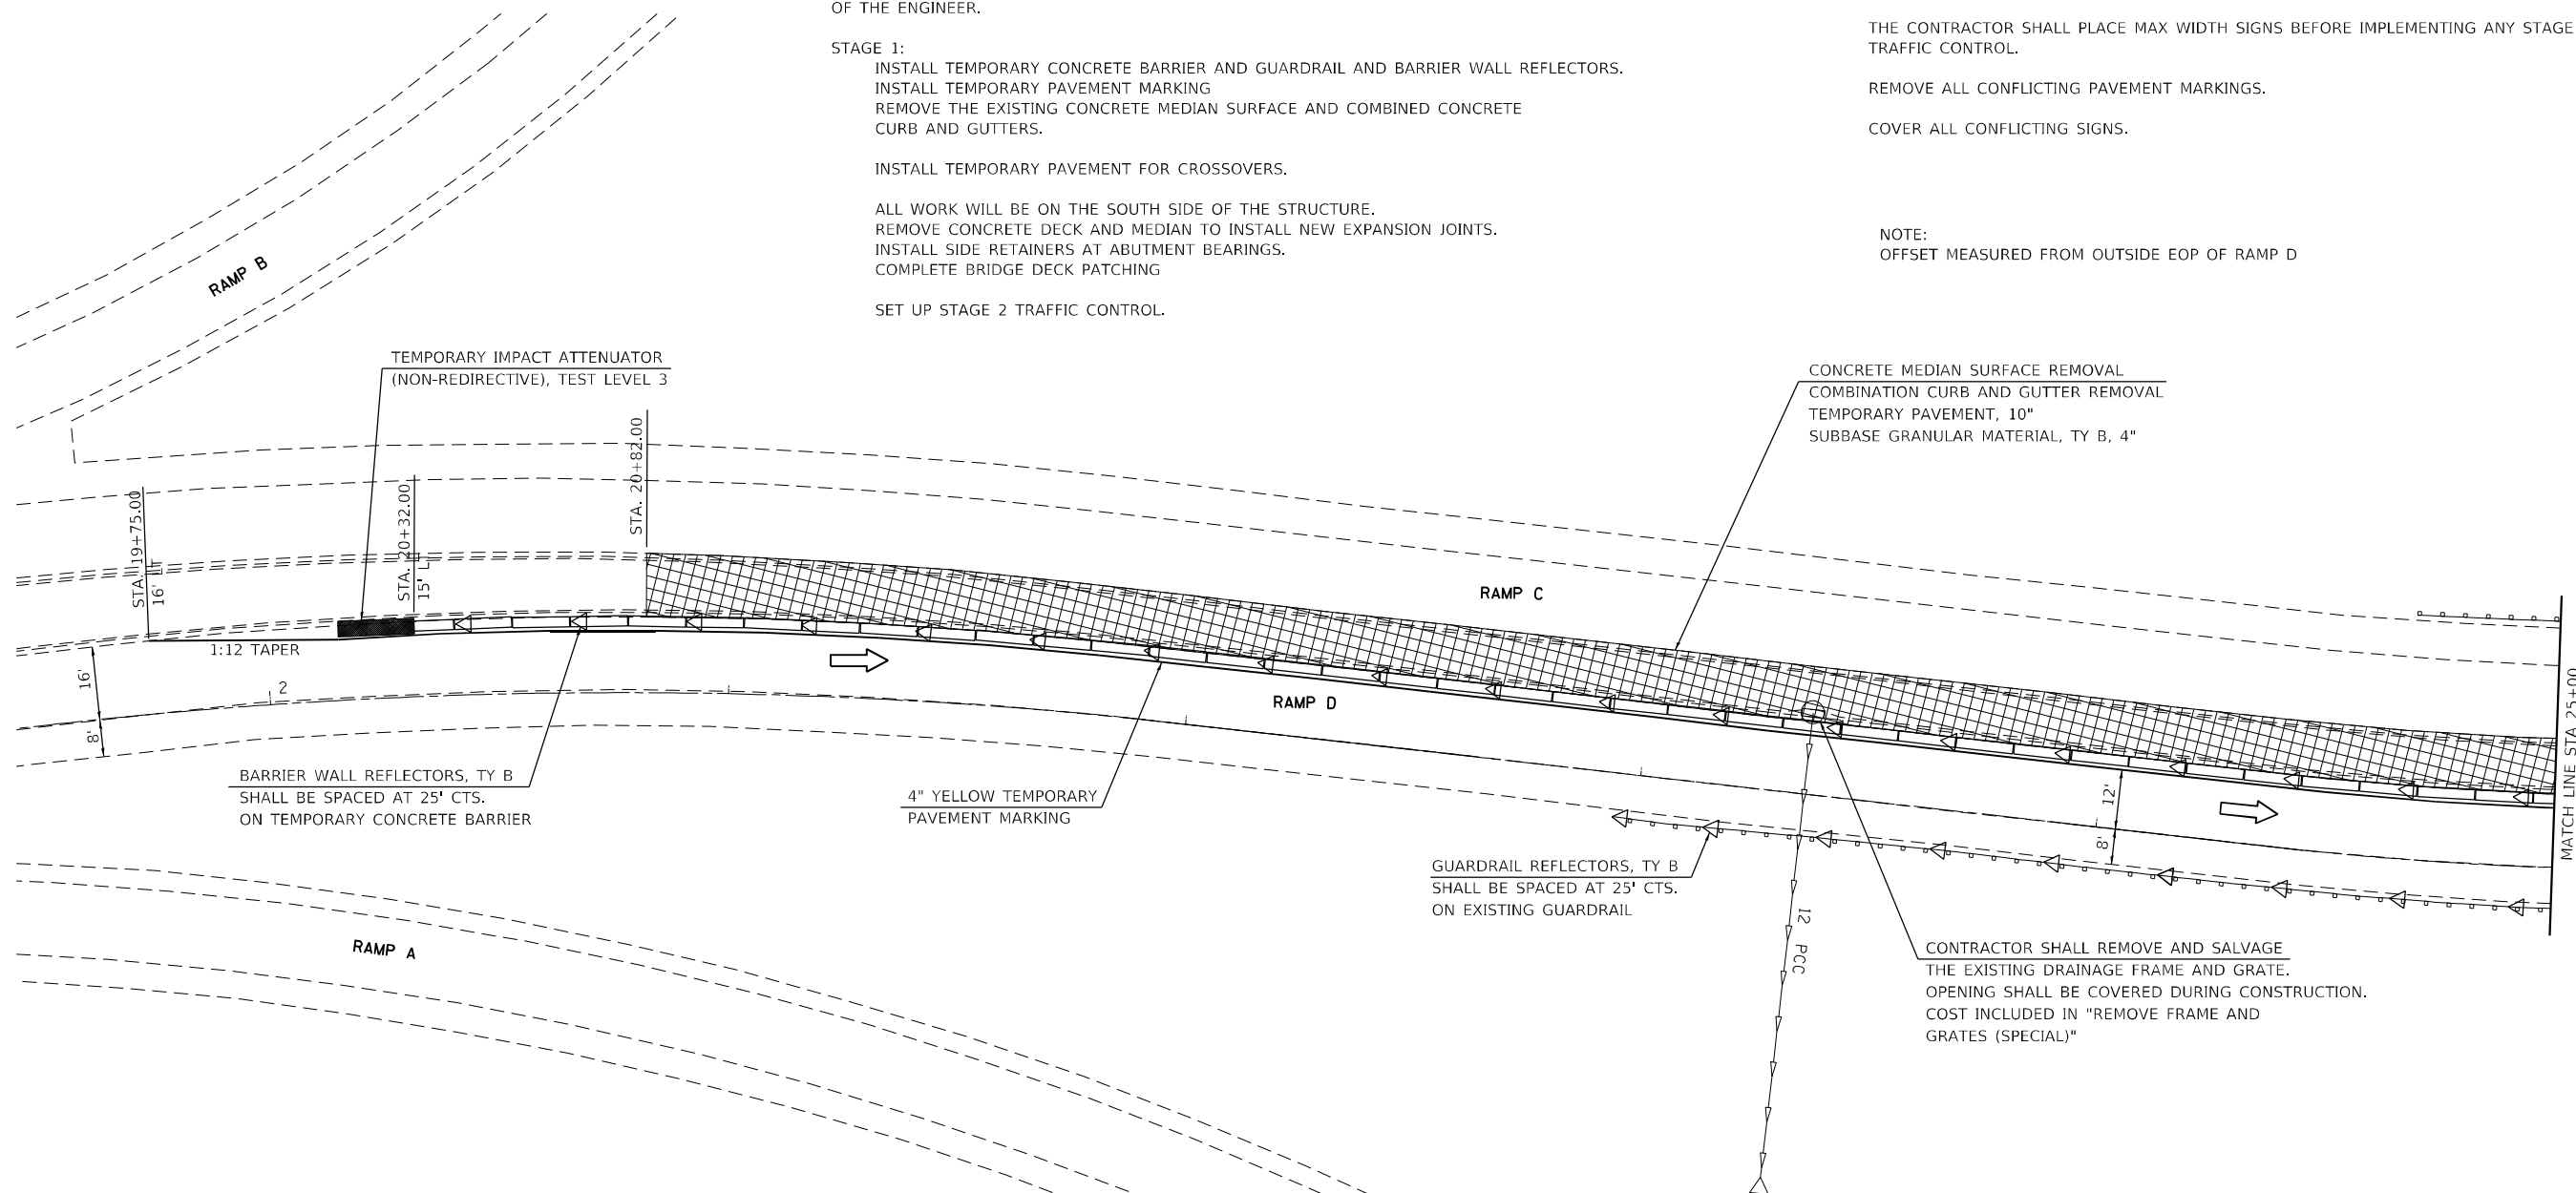 OF THE ENGINEER.
STAGE 1:
INSTALL TEMPORARY CONCRETE BARRIER AND GUARDRAIL AND BARRIER WALL REFLECTORS.
INSTALL TEMPORARY PAVEMENT MARKING
REMOVE THE EXISTING CONCRETE MEDIAN SURFACE AND COMBINED CONCRETE
CURB AND GUTTERS.
INSTALL TEMPORARY PAVEMENT FOR CROSSOVERS.
ALL WORK WILL BE ON THE SOUTH SIDE OF THE STRUCTURE.
REMOVE CONCRETE DECK AND MEDIAN TO INSTALL NEW EXPANSION JOINTS.
INSTALL SIDE RETAINERS AT ABUTMENT BEARINGS.
COMPLETE BRIDGE DECK PATCHING
SET UP STAGE 2 TRAFFIC CONTROL.
THE CONTRACTOR SHALL PLACE MAX WIDTH SIGNS BEFORE IMPLEMENTING ANY STAGE
TRAFFIC CONTROL.
REMOVE ALL CONFLICTING PAVEMENT MARKINGS.
COVER ALL CONFLICTING SIGNS.
NOTE:
OFFSET MEASURED FROM OUTSIDE EOP OF RAMP D
RAMP B
TEMPORARY IMPACT ATTENUATOR
(NON-REDIRECTIVE), TEST LEVEL 3
CONCRETE MEDIAN SURFACE REMOVAL
COMBINATION CURB AND GUTTER REMOVAL
TEMPORARY PAVEMENT, 10"
SUBBASE GRANULAR MATERIAL, TY B, 4"
STA. 19+75.00
16' LT
STA. 20+32.00
15' LT
STA. 20+82.00
RAMP C
1:12 TAPER
16'
8'
2
RAMP D
BARRIER WALL REFLECTORS, TY B
SHALL BE SPACED AT 25' CTS.
ON TEMPORARY CONCRETE BARRIER
4" YELLOW TEMPORARY
PAVEMENT MARKING
12'
8'
MATCH LINE STA 25+00
GUARDRAIL REFLECTORS, TY B
SHALL BE SPACED AT 25' CTS.
ON EXISTING GUARDRAIL
12 PCC
RAMP A
CONTRACTOR SHALL REMOVE AND SALVAGE
THE EXISTING DRAINAGE FRAME AND GRATE.
OPENING SHALL BE COVERED DURING CONSTRUCTION.
COST INCLUDED IN "REMOVE FRAME AND
GRATES (SPECIAL)"